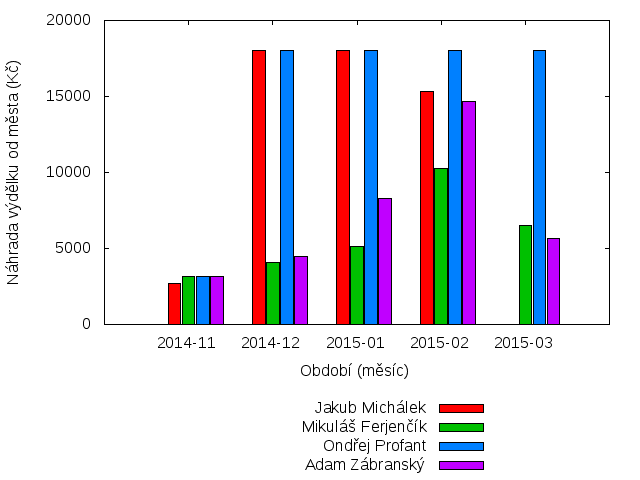 Náhrada výdělku od města (Kč)
20000
15000
10000
5000
0
2014-11 2014-12 2015-01 2015-02 2015-03
Období (měsíc)
Jakub Michálek
Mikuláš Ferjenčík
Ondřej Profant
Adam Zábranský